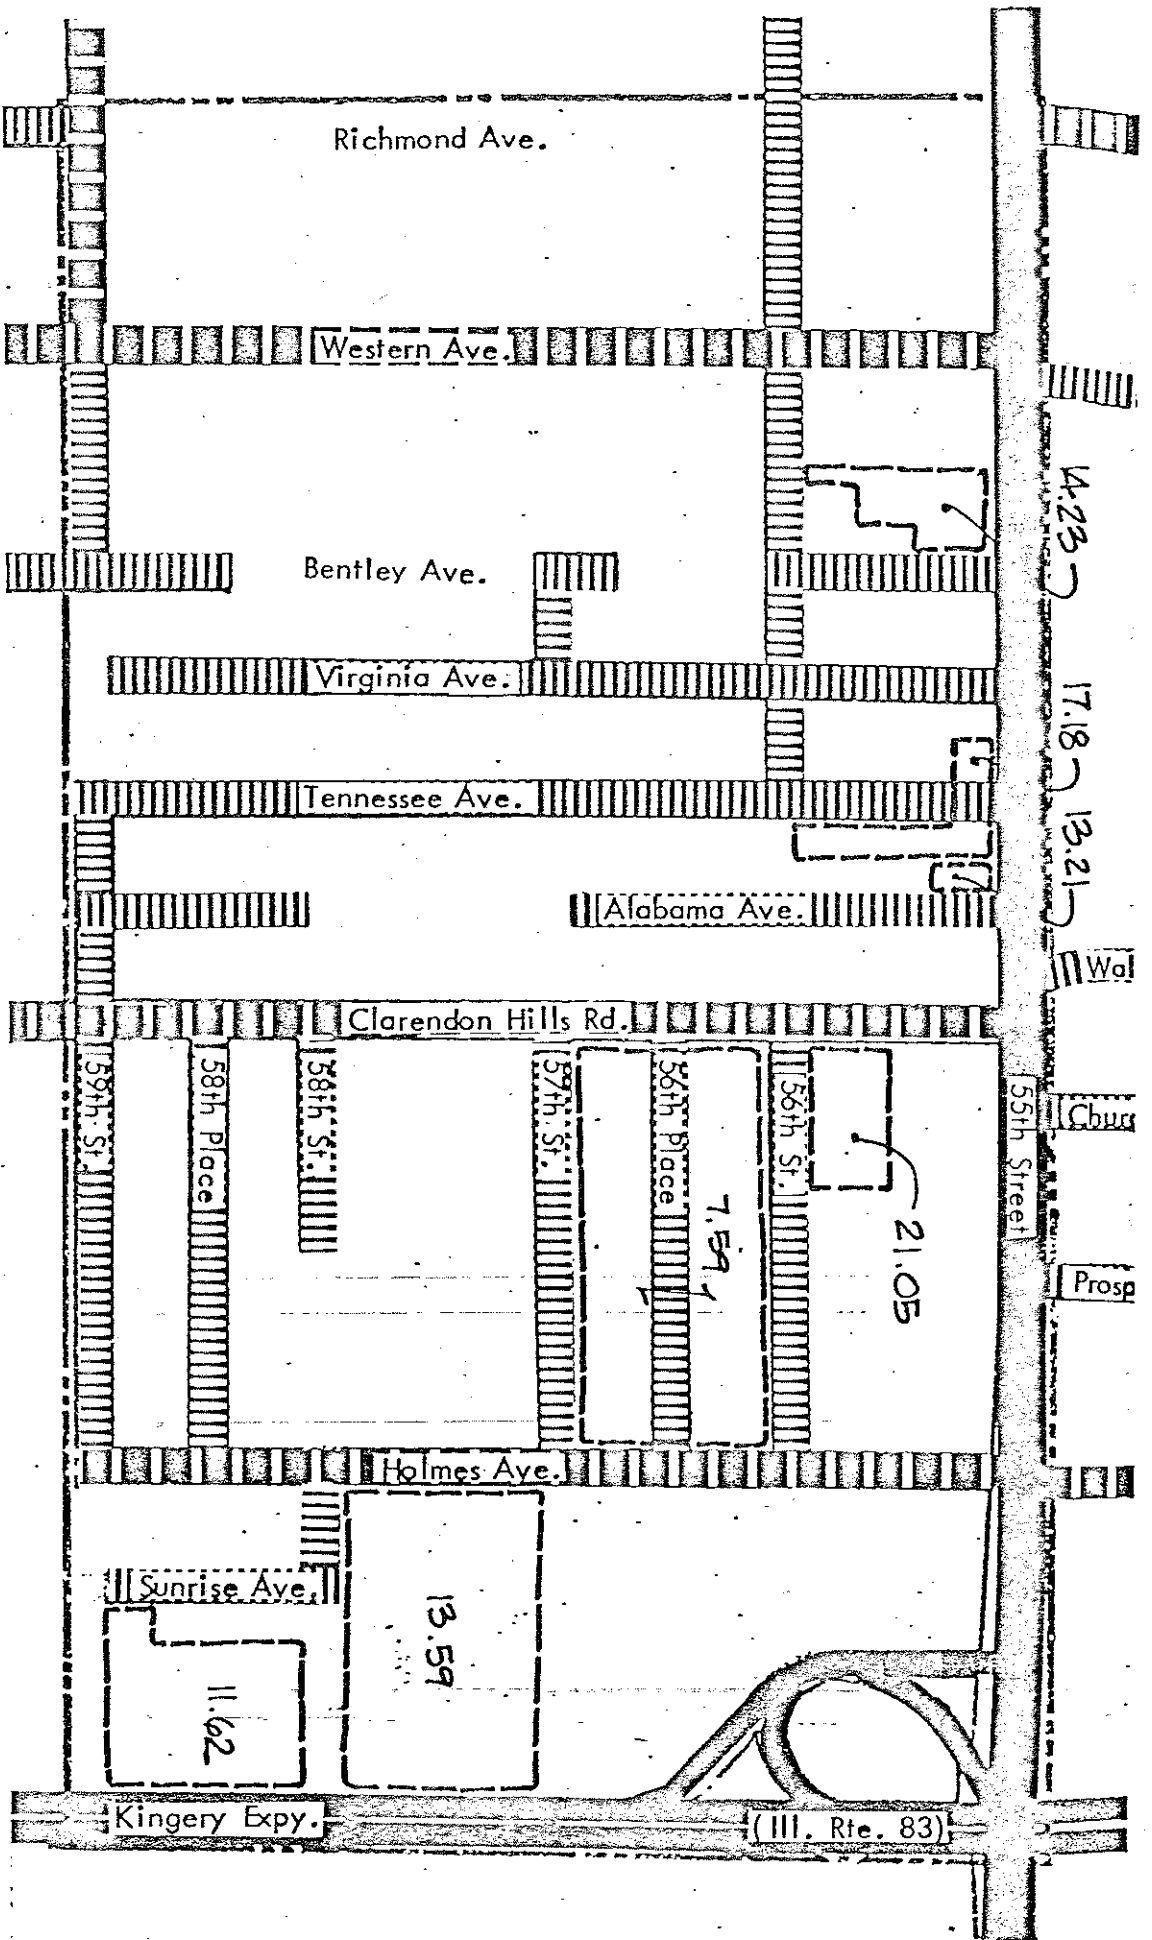 Richmond Ave.
Western Ave.
14.23
Bentley Ave.
Virginia Ave.
17.18
Tennessee Ave.
13.21
Alabama Ave.
Wal
Clarendon Hills Rd.
59th St.
58th Place
58th St.
57th St.
56th Place
56th St.
55th Street
7.59
21.05
Prosp
Holmes Ave.
Sunrise Ave.
13.59
11.62
Kingery Expy.
(Ill. Rte. 83)